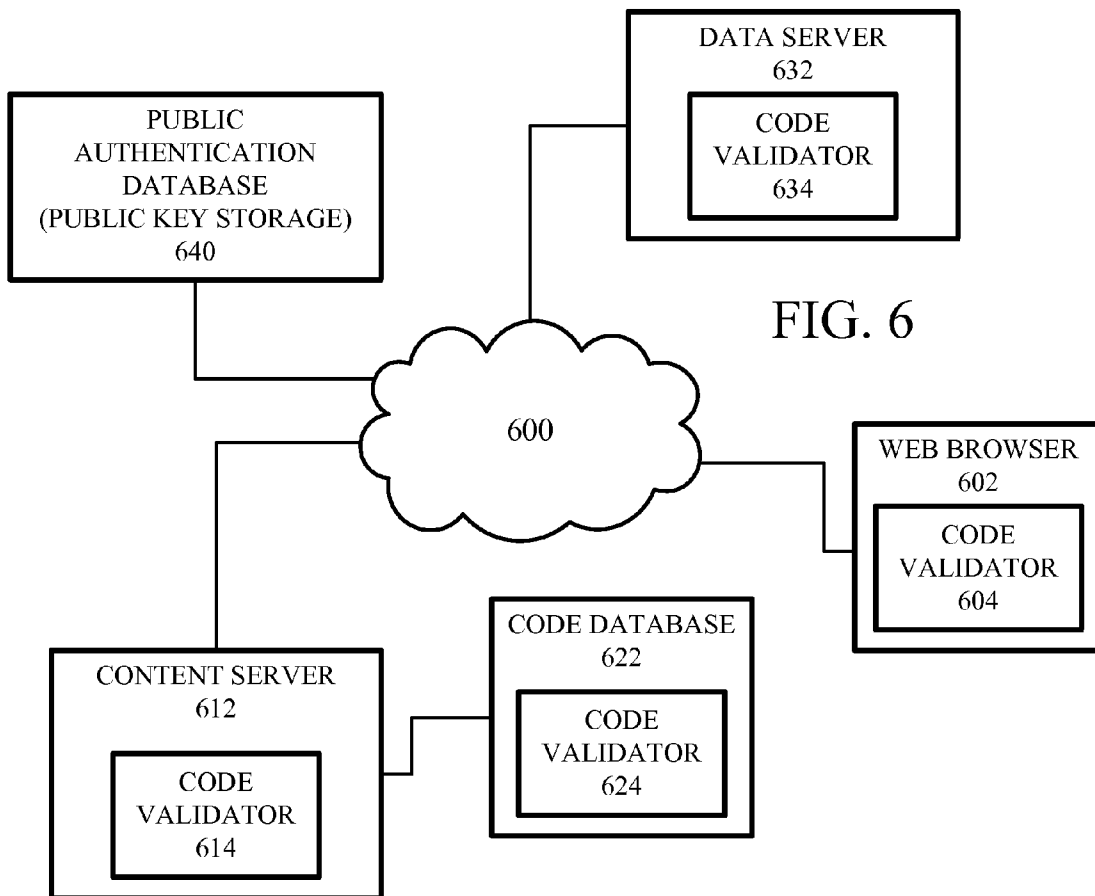 DATA SERVER
632
CODE
VALIDATOR
634
PUBLIC
AUTHENTICATION
DATABASE
(PUBLIC KEY STORAGE)
640
FIG. 6
600
WEB BROWSER
602
CODE
VALIDATOR
604
CODE DATABASE
622
CODE
VALIDATOR
624
CONTENT SERVER
612
CODE
VALIDATOR
614